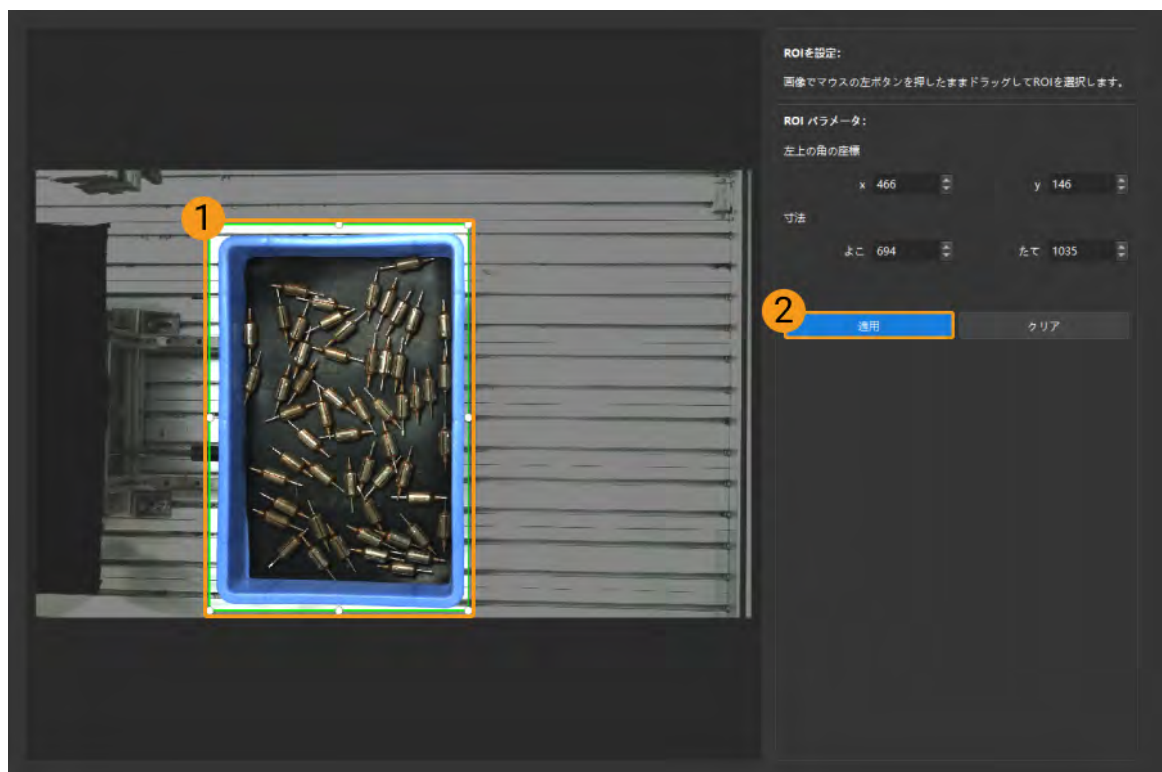 ROIを設定:
画像でマウスの左ボタンを押したままドラッグしてROIを選択します。
ROI パラメータ:
左上の角の座標
x 466 y 146
寸法
よこ 694 たて 1035
1
2
適用 クリア